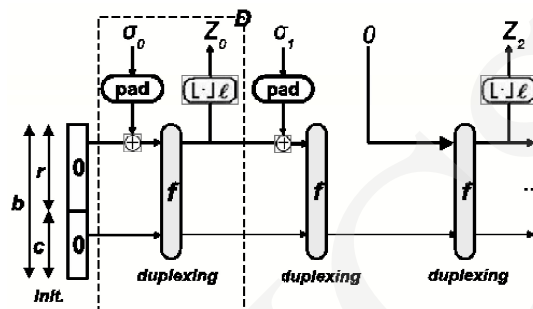 D
σ₀ Z₀ σ₁ 0 Z₂
pad ⌊·⌋ℓ pad ⌊·⌋ℓ
r 0 f f f
b
c 0
...
Init. duplexing duplexing duplexing